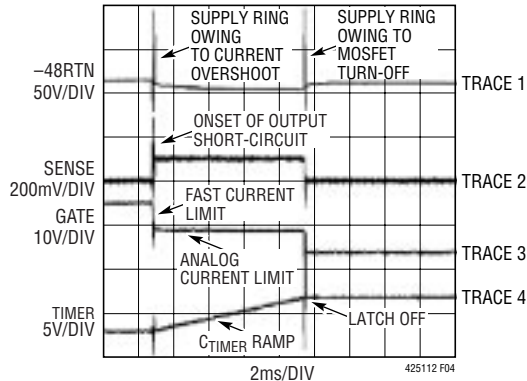 SUPPLY RING
OWING
TO CURRENT
OVERSHOOT
SUPPLY RING
OWING TO
MOSFET
TURN-OFF
–48RTN
50V/DIV
TRACE 1
ONSET OF OUTPUT
SHORT-CIRCUIT
SENSE
200mV/DIV
TRACE 2
GATE
10V/DIV
FAST CURRENT
LIMIT
ANALOG
CURRENT LIMIT
TRACE 3
TRACE 4
TIMER
5V/DIV
LATCH OFF
CTIMER RAMP
2ms/DIV
425112 F04